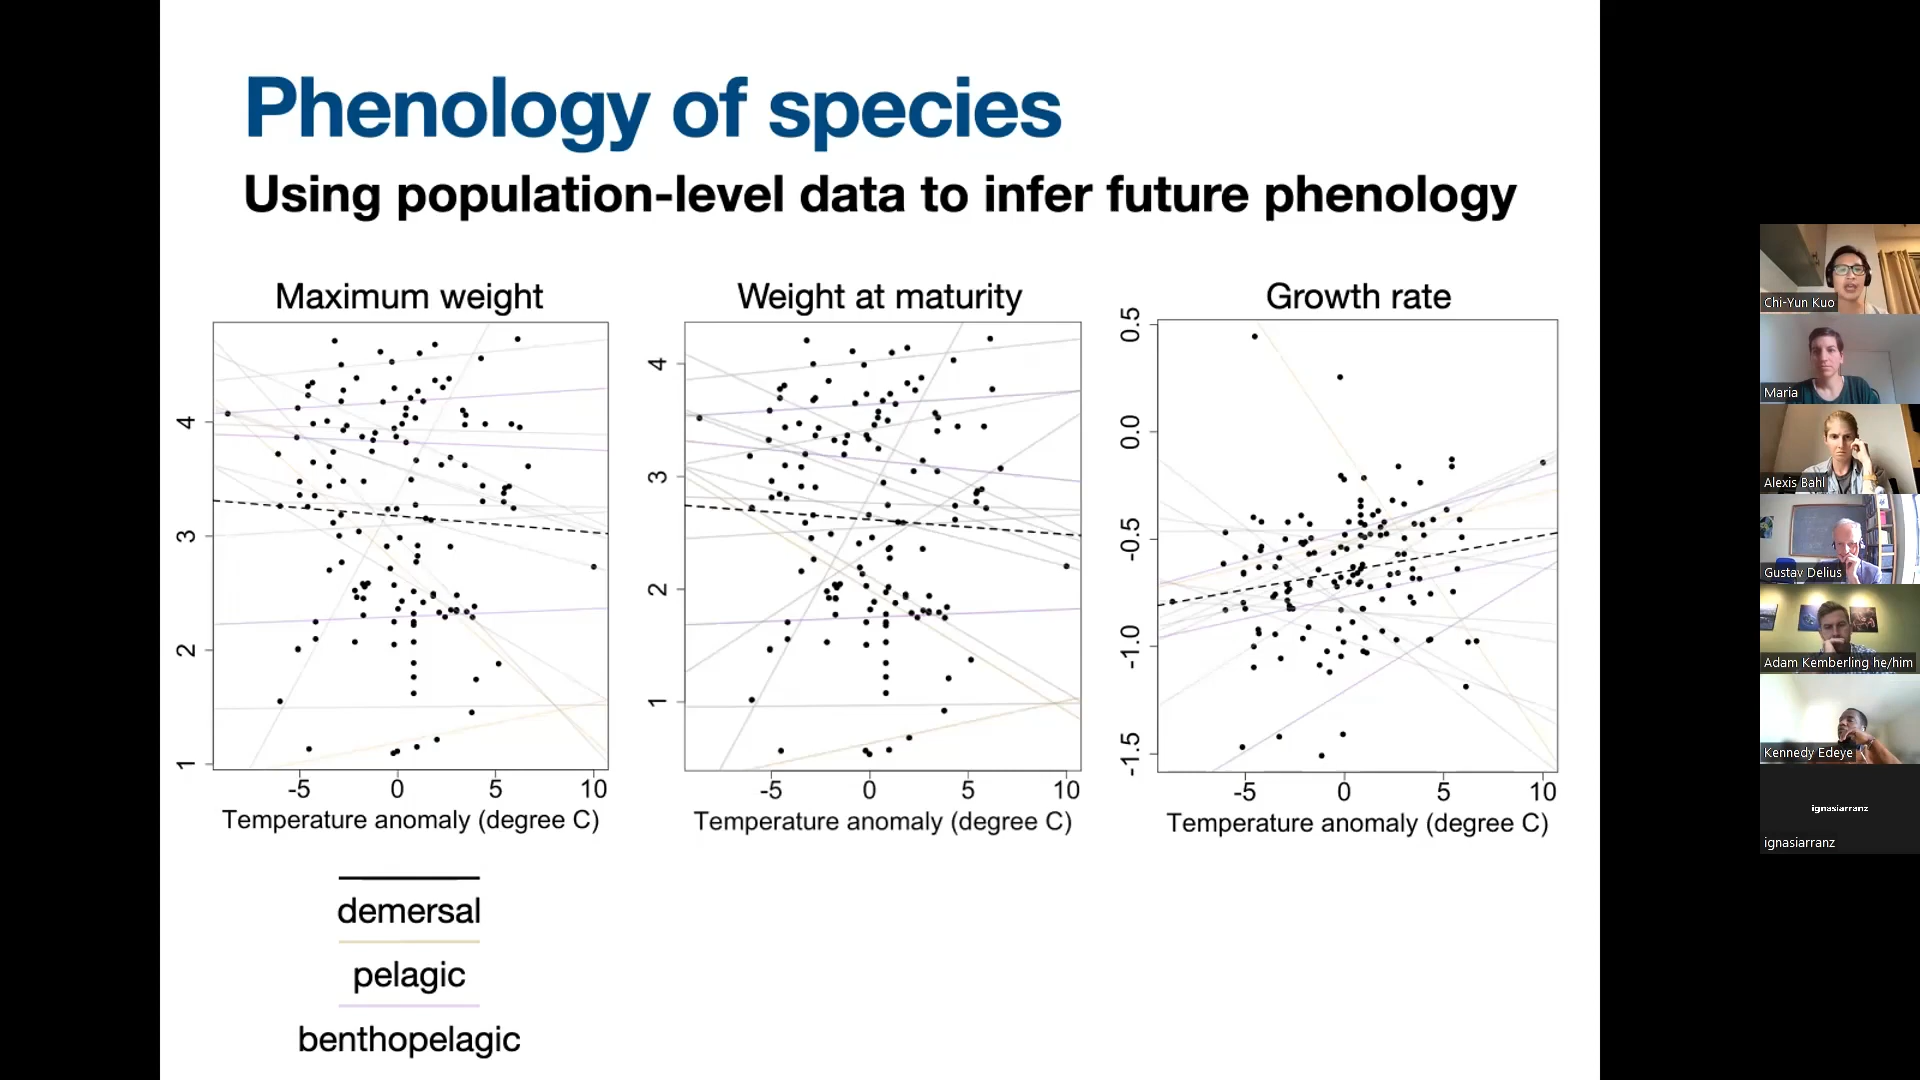 Phenology of species
Using population-level data to infer future phenology
Maximum weight
4
3
2
1
-5 0 5 10
Temperature anomaly (degree C)
Weight at maturity
4
3
2
1
-5 0 5 10
Temperature anomaly (degree C)
Growth rate
0.5
0.0
-0.5
-1.0
-1.5
-5 0 5 10
Temperature anomaly (degree C)
demersal
pelagic
benthopelagic
Chi-Yun Kuo
Maria
Alexis Bahl
Gustav Delius
Adam Kemberling he/him
Kennedy Edeye
ignasiarranz
ignasiarranz